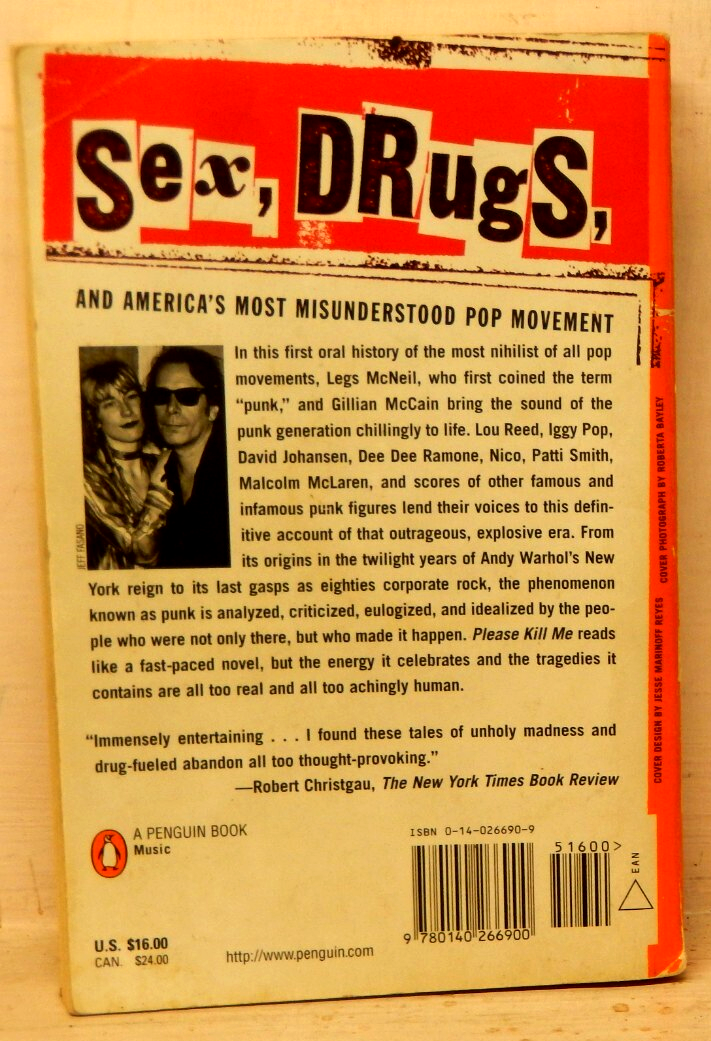 Sex, DRugS,
AND AMERICA'S MOST MISUNDERSTOOD POP MOVEMENT
In this first oral history of the most nihilist of all pop
movements, Legs McNeil, who first coined the term
“punk,” and Gillian McCain bring the sound of the
punk generation chillingly to life. Lou Reed, Iggy Pop,
David Johansen, Dee Dee Ramone, Nico, Patti Smith,
Malcolm McLaren, and scores of other famous and
infamous punk figures lend their voices to this defin-
itive account of that outrageous, explosive era. From
its origins in the twilight years of Andy Warhol's New
York reign to its last gasps as eighties corporate rock, the phenomenon
known as punk is analyzed, criticized, eulogized, and idealized by the peo-
ple who were not only there, but who made it happen. Please Kill Me reads
like a fast-paced novel, but the energy it celebrates and the tragedies it
contains are all too real and all too achingly human.
“Immensely entertaining . . . I found these tales of unholy madness and
drug-fueled abandon all too thought-provoking.”
—Robert Christgau, The New York Times Book Review
JEFF FASANO
A PENGUIN BOOK
Music
U.S. $16.00
CAN. $24.00
http://www.penguin.com
ISBN 0-14-026690-9
51600>
EAN
9 780140 266900
COVER DESIGN BY JESSE MARINOFF REYES COVER PHOTOGRAPH BY ROBERTA BAYLEY